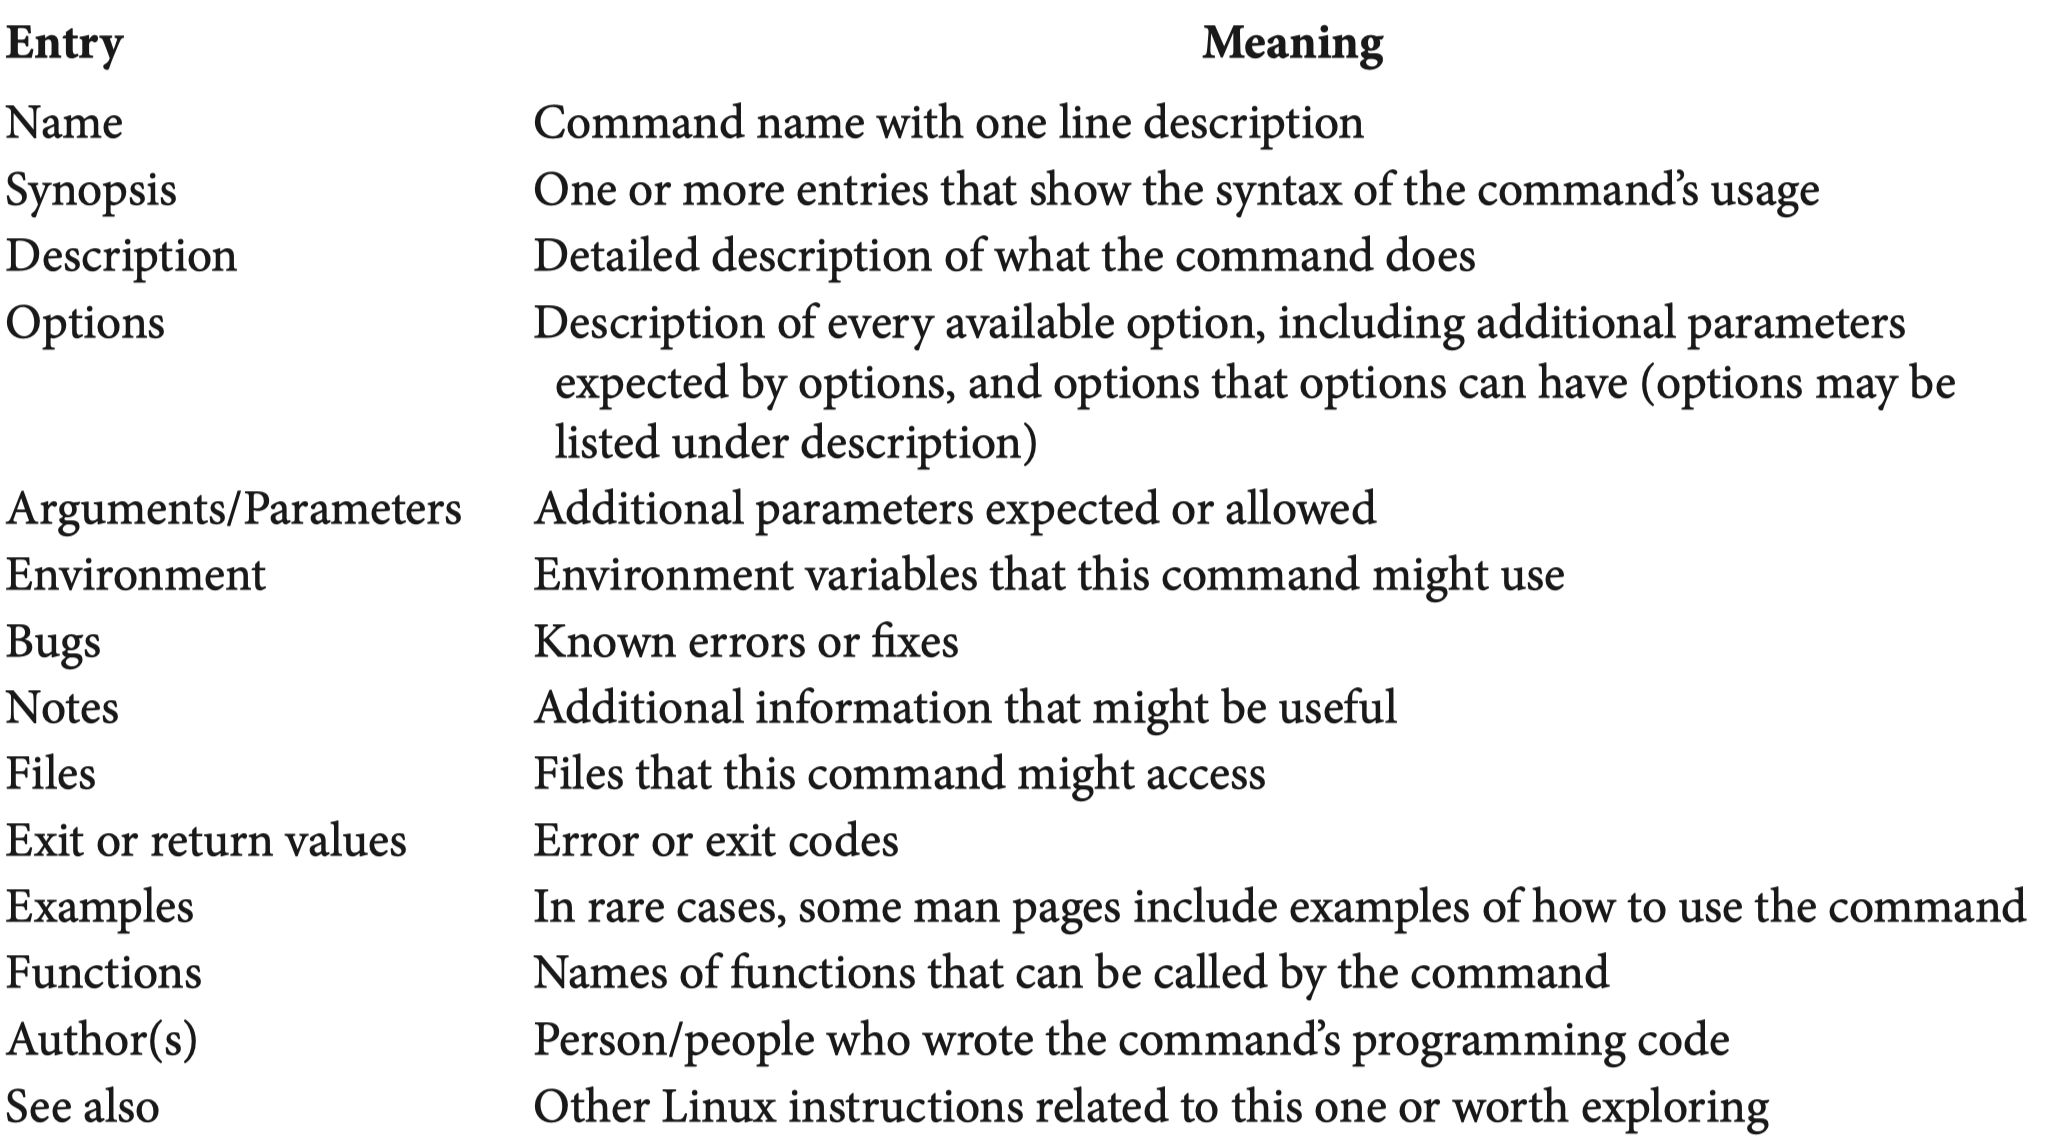 Entry Meaning
Name Command name with one line description
Synopsis One or more entries that show the syntax of the command’s usage
Description Detailed description of what the command does
Options Description of every available option, including additional parameters
expected by options, and options that options can have (options may be
listed under description)
Arguments/Parameters Additional parameters expected or allowed
Environment Environment variables that this command might use
Bugs Known errors or fixes
Notes Additional information that might be useful
Files Files that this command might access
Exit or return values Error or exit codes
Examples In rare cases, some man pages include examples of how to use the command
Functions Names of functions that can be called by the command
Author(s) Person/people who wrote the command’s programming code
See also Other Linux instructions related to this one or worth exploring